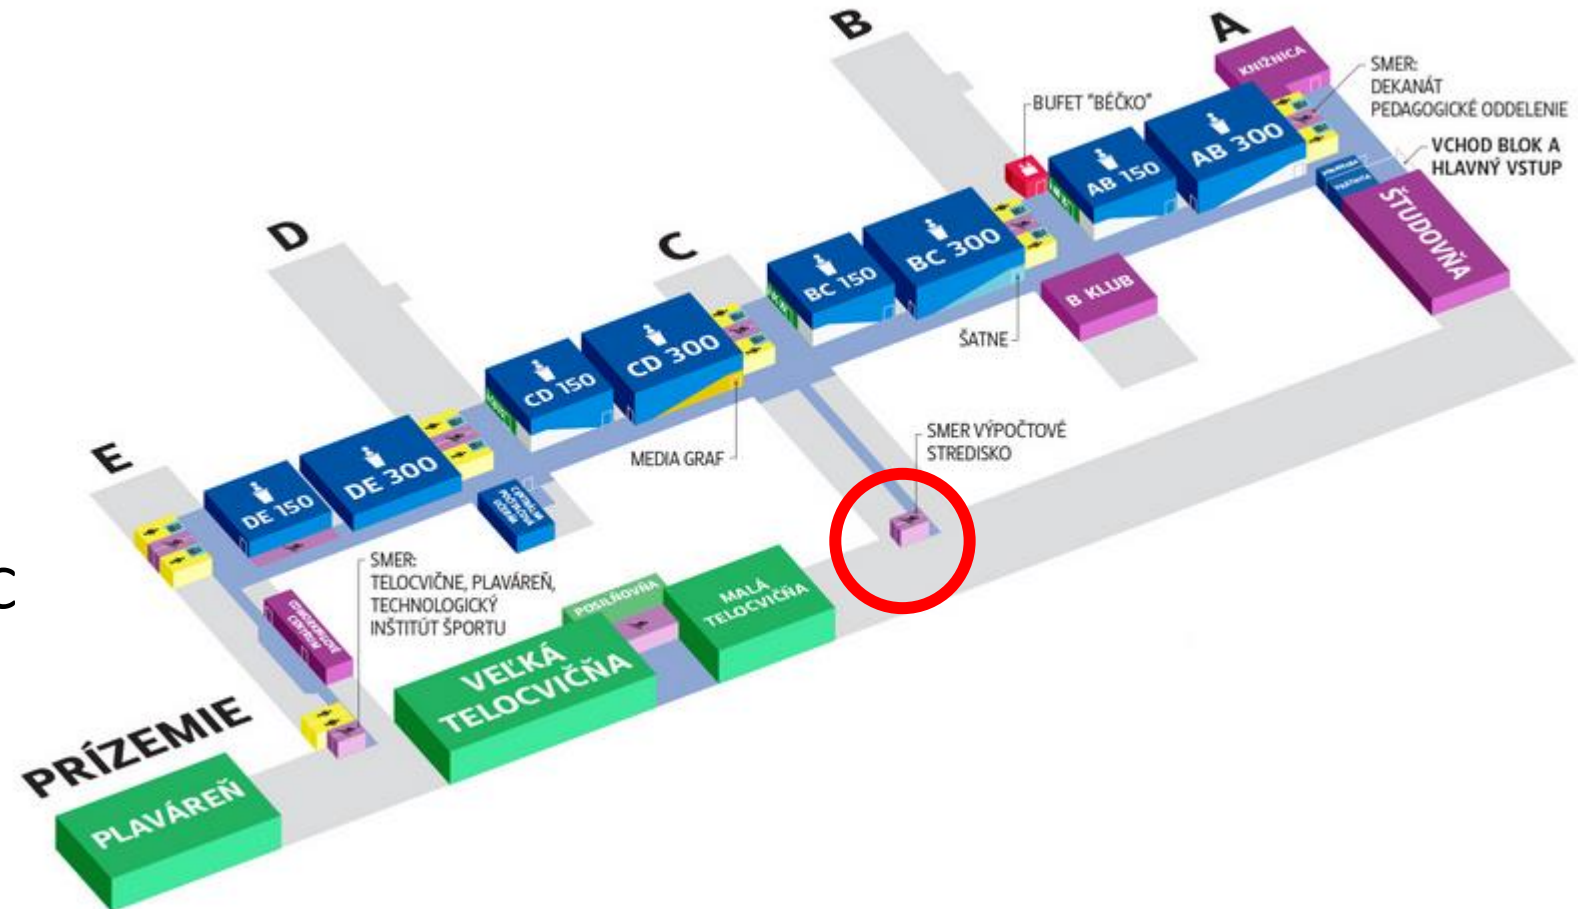 A
B
C
D
E
KNIŽNICA
SMER:
DEKANÁT
PEDAGOGICKÉ ODDELENIE
VCHOD BLOK A
HLAVNÝ VSTUP
BUFET "BÉČKO"
AB 300
AB 150
ŠTUDOVŇA
BC 300
BC 150
B KLUB
ŠATNE
CD 300
CD 150
MEDIA GRAF
SMER VÝPOČTOVÉ
STREDISKO
DE 300
DE 150
C
SMER:
TELOCVIČNE, PLAVÁREŇ,
TECHNOLOGICKÝ
INŠTITÚT ŠPORTU
POSILŇOVŇA
MALÁ
TELOCVIČŇA
VEĽKÁ
TELOCVIČŇA
PRÍZEMIE
PLAVÁREŇ